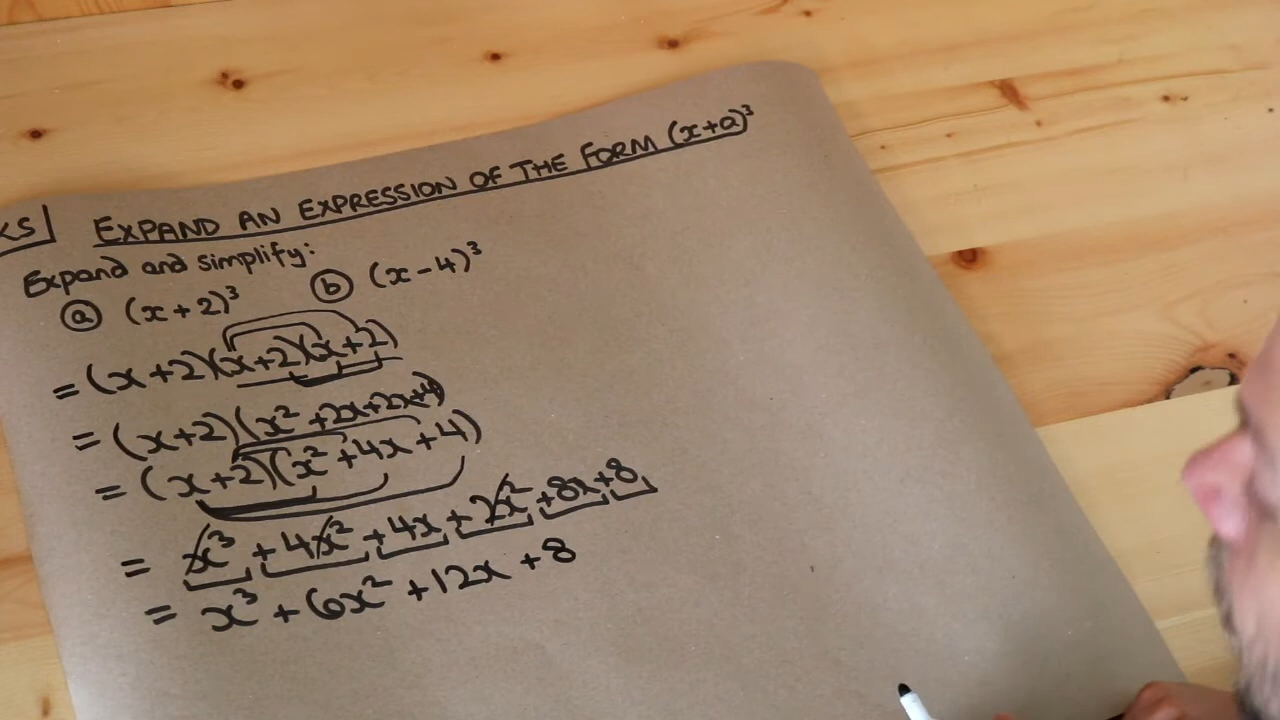 EXPAND AN EXPRESSION OF THE FORM (x+a)³
Expand and simplify:
ⓐ (x+2)³ ⓑ (x-4)³
= (x+2)(x+2)(x+2)
= (x+2)(x²+2x+2x+4)
= (x+2)(x²+4x+4)
= x³+4x²+4x+2x²+8x+8
= x³+6x²+12x+8